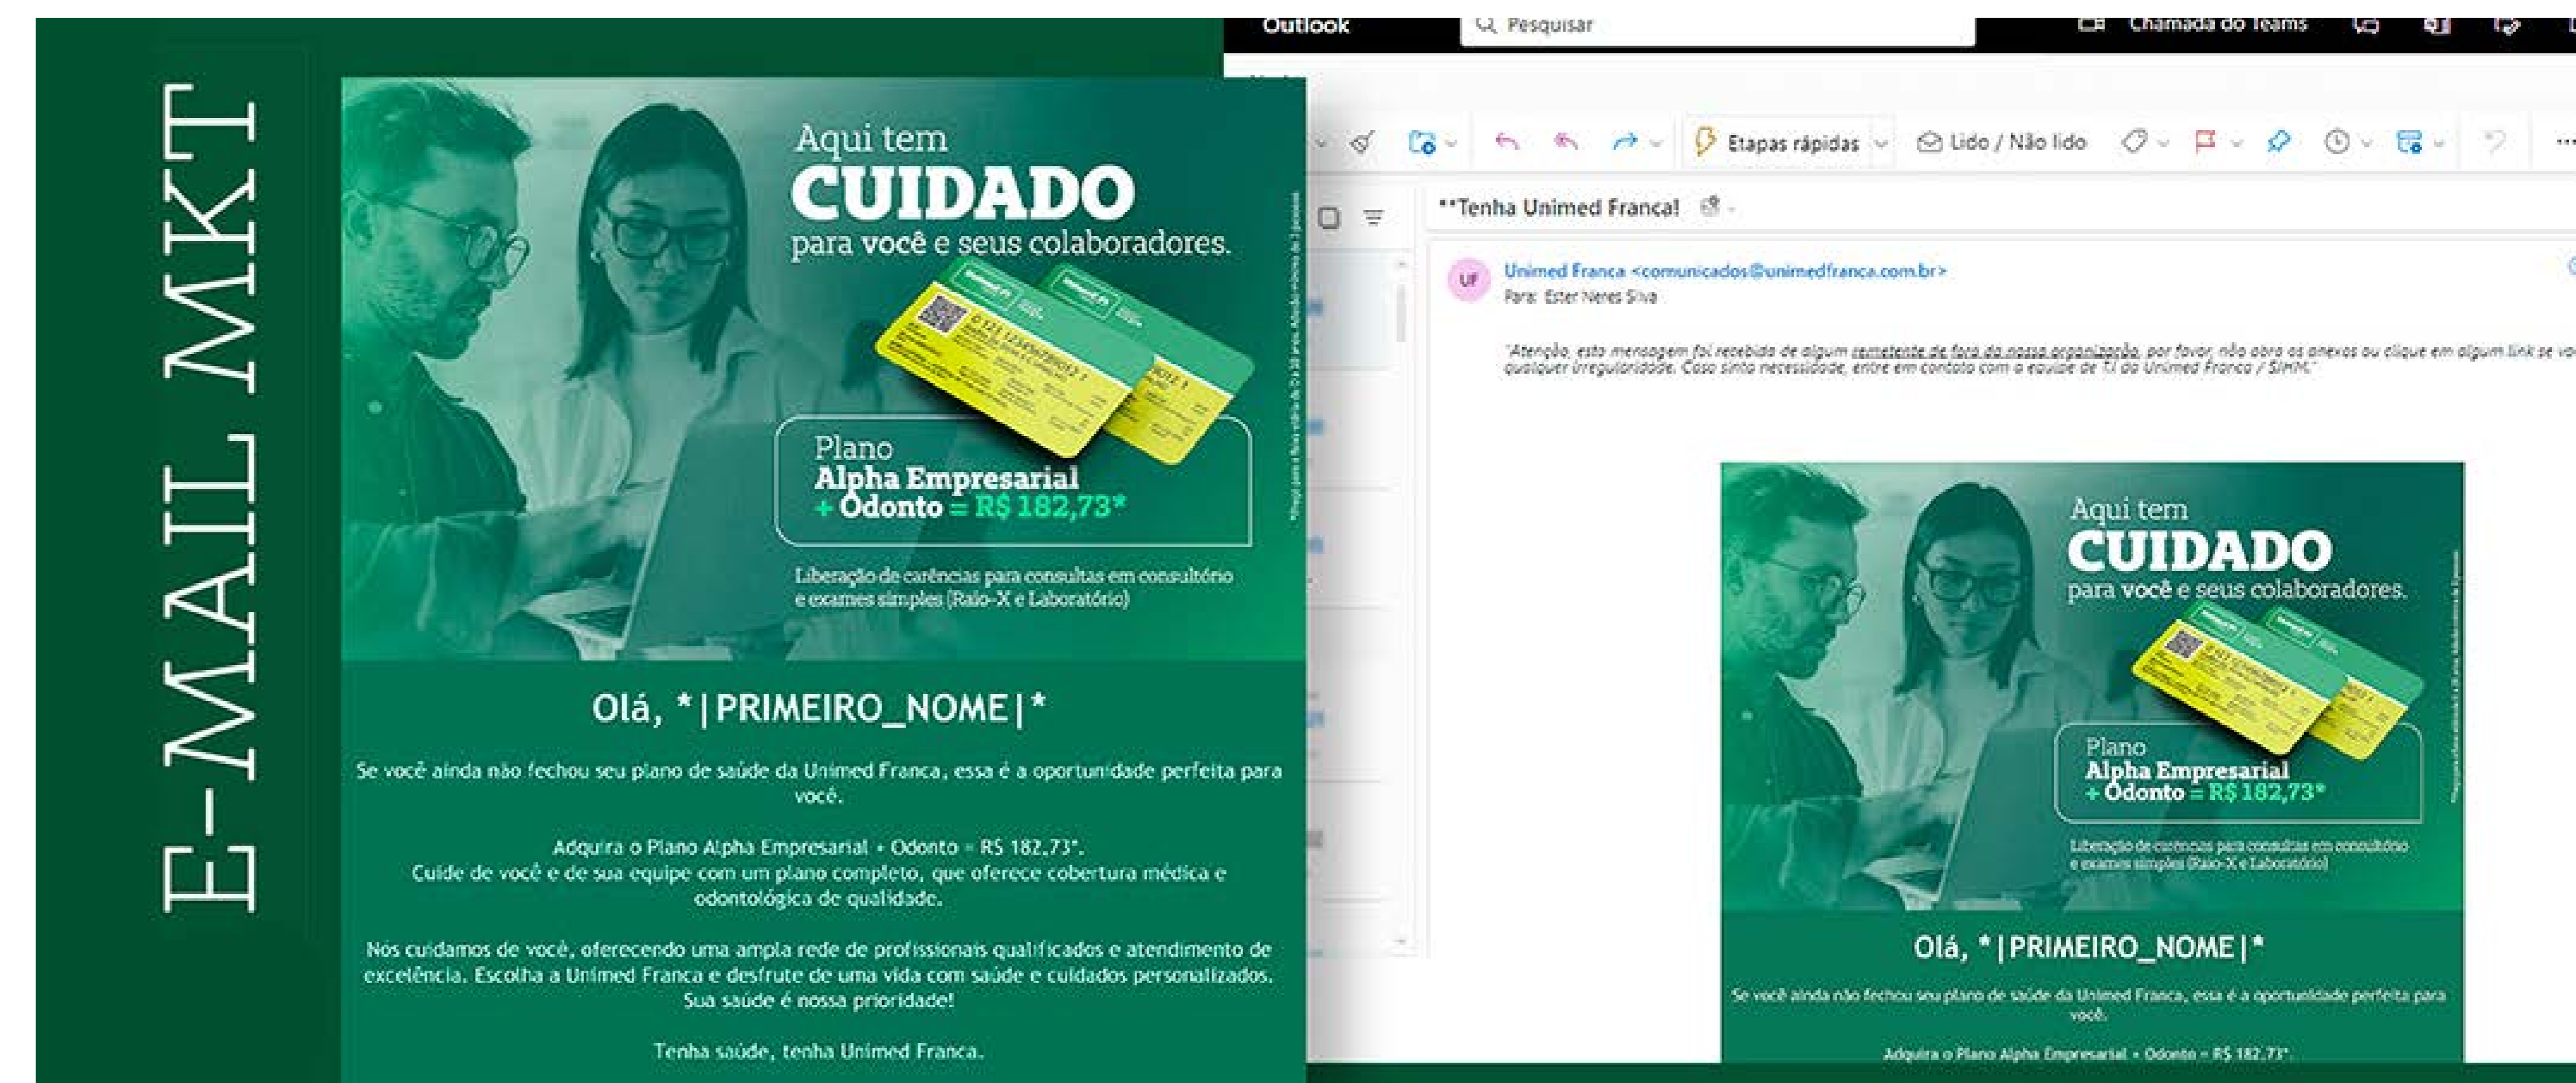 E-MAIL MKT
Aqui tem
CUIDADO
para você e seus colaboradores.
Plano
Alpha Empresarial
+ Odonto = R$ 182,73*
Liberação de carências para consultas em consultório
e exames simples (Raio-X e Laboratório)
Olá, *|PRIMEIRO_NOME|*
Se você ainda não fechou seu plano de saúde da Unimed Franca, essa é a oportunidade perfeita para
você.
Adquira o Plano Alpha Empresarial + Odonto = R$ 182,73*.
Cuide de você e de sua equipe com um plano completo, que oferece cobertura médica e
odontológica de qualidade.
Nós cuidamos de você, oferecendo uma ampla rede de profissionais qualificados e atendimento de
excelência. Escolha a Unimed Franca e desfrute de uma vida com saúde e cuidados personalizados.
Sua saúde é nossa prioridade!
Tenha saúde, tenha Unimed Franca.
Outlook
Pesquisar
Chamada do Teams
Etapas rápidas
Lido / Não lido
**Tenha Unimed Franca!
UF
Unimed Franca <comunicados@unimedfranca.com.br>
Para: Ester Neres Silva
"Atenção, esta mensagem foi recebida de algum remetente de fora da nossa organização, por favor, não abra os anexos ou clique em algum link se
qualquer irregularidade. Caso sinta necessidade, entre em contato com a equipe de T.I da Unimed Franca / SJHM."
Aqui tem
CUIDADO
para você e seus colaboradores.
Plano
Alpha Empresarial
+ Odonto = R$ 182,73*
Liberação de carências para consultas em consultório
e exames simples (Raio-X e Laboratório)
Olá, *|PRIMEIRO_NOME|*
Se você ainda não fechou seu plano de saúde da Unimed Franca, essa é a oportunidade perfeita para
você.
Adquira o Plano Alpha Empresarial + Odonto = R$ 182,73*.